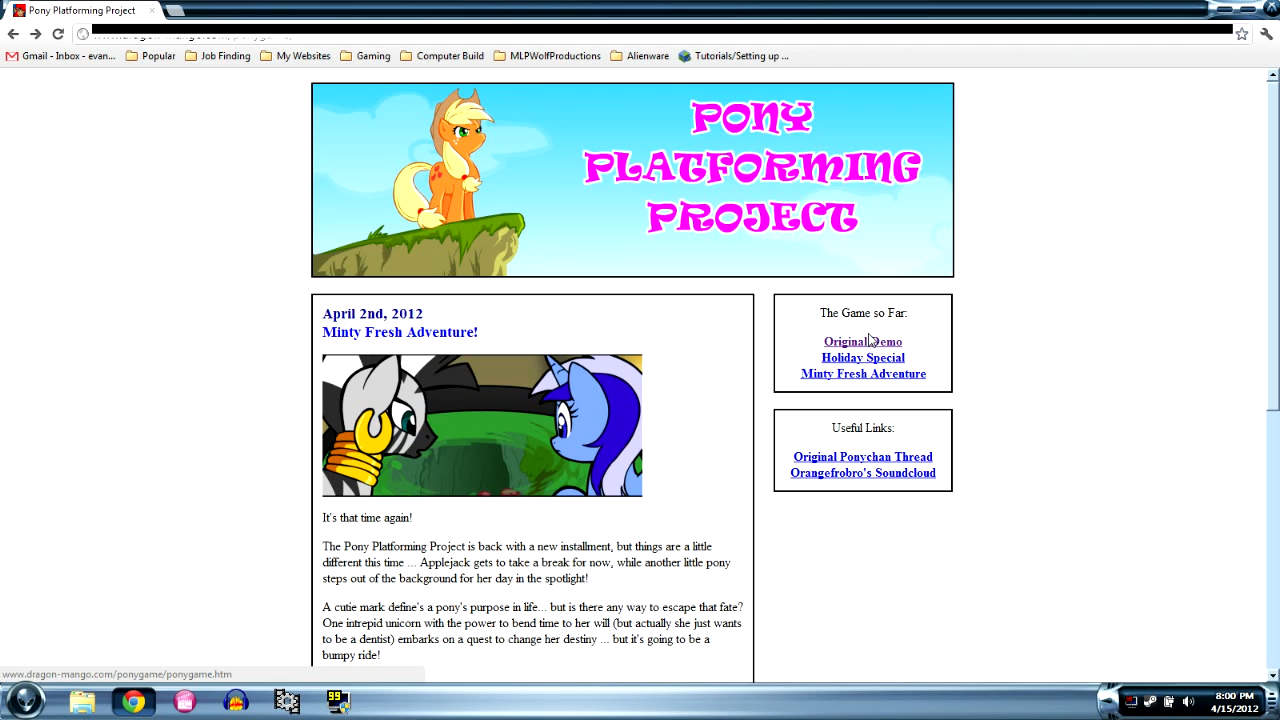 Pony Platforming Project
Gmail - Inbox - evan...
Popular
Job Finding
My Websites
Gaming
Computer Build
MLPWolfProductions
Alienware
Tutorials/Setting up ...
PONY
PLATFORMING
PROJECT
April 2nd, 2012
Minty Fresh Adventure!
It's that time again!
The Pony Platforming Project is back with a new installment, but things are a little
different this time ... Applejack gets to take a break for now, while another little pony
steps out of the background for her day in the spotlight!
A cutie mark define's a pony's purpose in life... but is there any way to escape that fate?
One intrepid unicorn with the power to bend time to her will (but actually she just wants
to be a dentist) embarks on a quest to change her destiny ... but it's going to be a
bumpy ride!
The Game so Far:
Original Demo
Holiday Special
Minty Fresh Adventure
Useful Links:
Original Ponychan Thread
Orangefrobro's Soundcloud
www.dragon-mango.com/ponygame/ponygame.htm
99
8:00 PM
4/15/2012